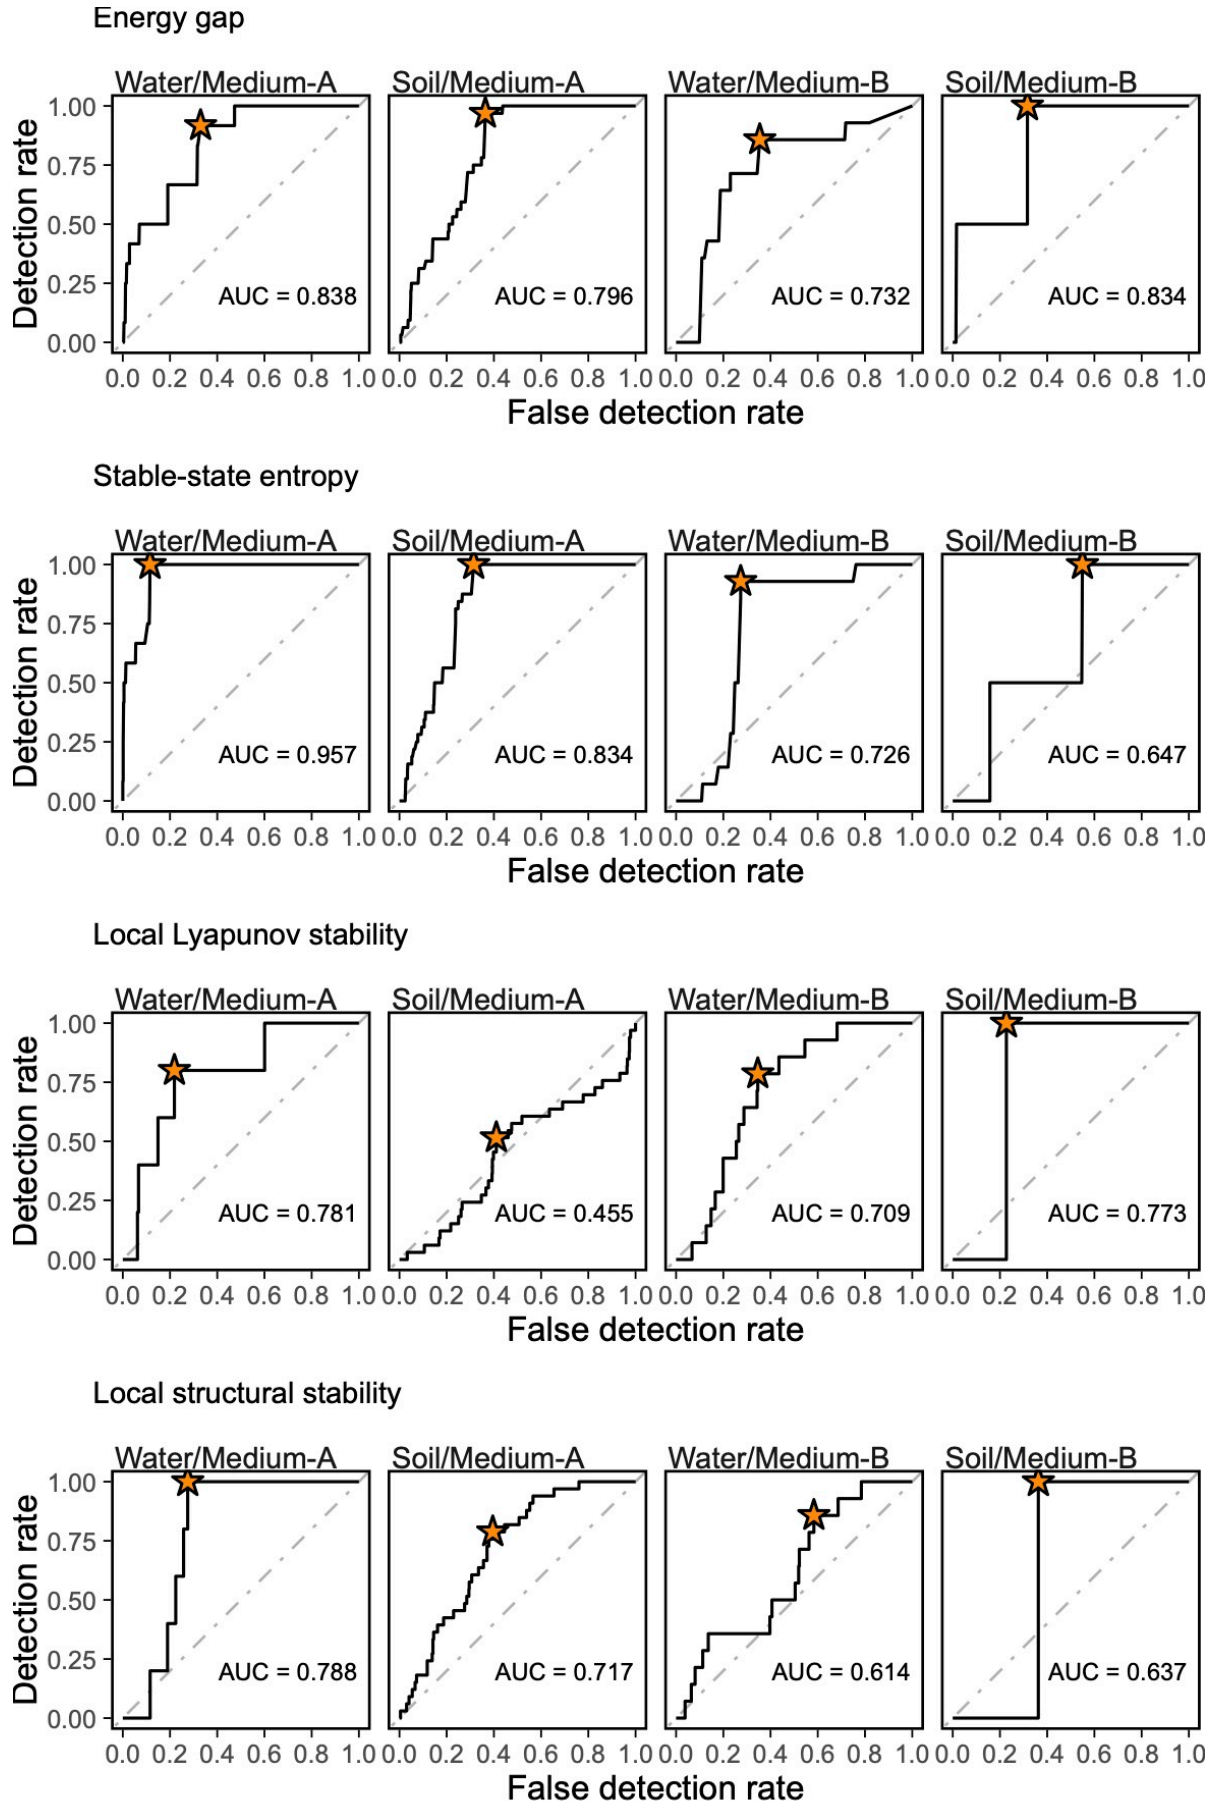 Energy gap
Water/Medium-A Soil/Medium-A Water/Medium-B Soil/Medium-B
Detection rate
1.00
0.75
0.50
0.25
0.00
AUC = 0.838 AUC = 0.796 AUC = 0.732 AUC = 0.834
0.0 0.2 0.4 0.6 0.8 1.0 0.0 0.2 0.4 0.6 0.8 1.0 0.0 0.2 0.4 0.6 0.8 1.0 0.0 0.2 0.4 0.6 0.8 1.0
False detection rate
Stable-state entropy
Water/Medium-A Soil/Medium-A Water/Medium-B Soil/Medium-B
Detection rate
1.00
0.75
0.50
0.25
0.00
AUC = 0.957 AUC = 0.834 AUC = 0.726 AUC = 0.647
0.0 0.2 0.4 0.6 0.8 1.0 0.0 0.2 0.4 0.6 0.8 1.0 0.0 0.2 0.4 0.6 0.8 1.0 0.0 0.2 0.4 0.6 0.8 1.0
False detection rate
Local Lyapunov stability
Water/Medium-A Soil/Medium-A Water/Medium-B Soil/Medium-B
Detection rate
1.00
0.75
0.50
0.25
0.00
AUC = 0.781 AUC = 0.455 AUC = 0.709 AUC = 0.773
0.0 0.2 0.4 0.6 0.8 1.0 0.0 0.2 0.4 0.6 0.8 1.0 0.0 0.2 0.4 0.6 0.8 1.0 0.0 0.2 0.4 0.6 0.8 1.0
False detection rate
Local structural stability
Water/Medium-A Soil/Medium-A Water/Medium-B Soil/Medium-B
Detection rate
1.00
0.75
0.50
0.25
0.00
AUC = 0.788 AUC = 0.717 AUC = 0.614 AUC = 0.637
0.0 0.2 0.4 0.6 0.8 1.0 0.0 0.2 0.4 0.6 0.8 1.0 0.0 0.2 0.4 0.6 0.8 1.0 0.0 0.2 0.4 0.6 0.8 1.0
False detection rate